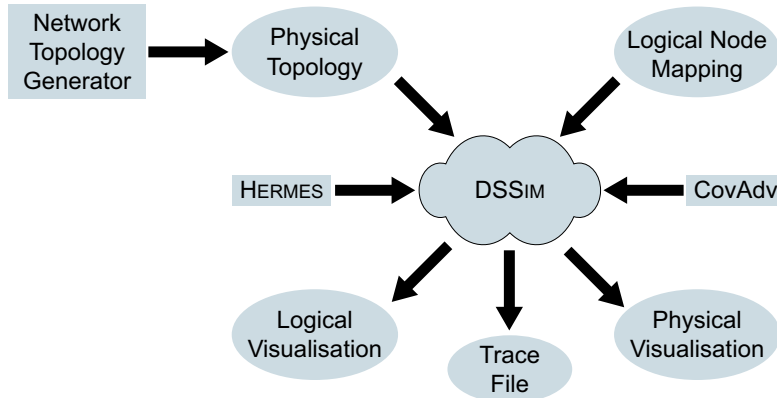 Network
Topology
Generator
Physical
Topology
Logical Node
Mapping
HERMES
DSSIM
CovAdv
Logical
Visualisation
Trace
File
Physical
Visualisation